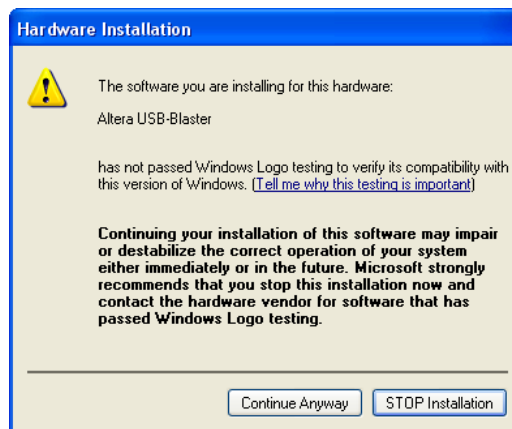 Hardware Installation
The software you are installing for this hardware:
Altera USB-Blaster
has not passed Windows Logo testing to verify its compatibility with
this version of Windows. (Tell me why this testing is important)
Continuing your installation of this software may impair
or destabilize the correct operation of your system
either immediately or in the future. Microsoft strongly
recommends that you stop this installation now and
contact the hardware vendor for software that has
passed Windows Logo testing.
Continue Anyway
STOP Installation